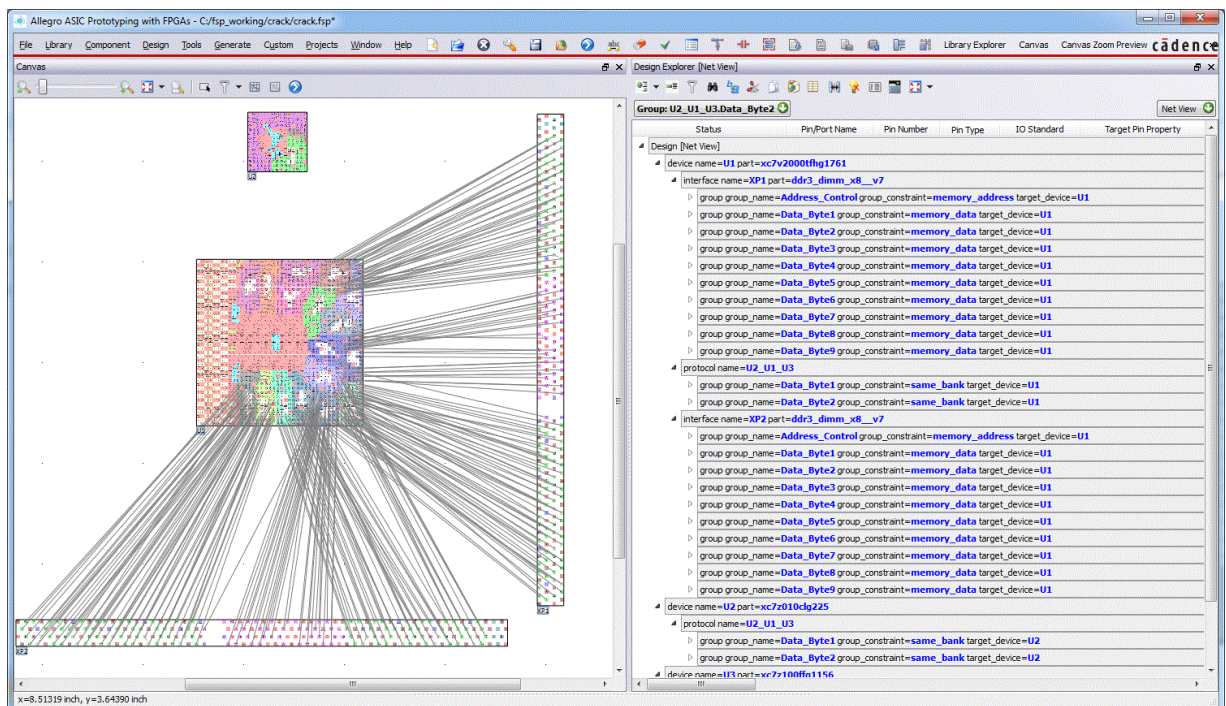 Allegro ASIC Prototyping with FPGAs - C:/fsp_working/crack/crack.fsp*
File Library Component Design Tools Generate Custom Projects Window Help Library Explorer Canvas Canvas Zoom Preview cādence
Canvas
Design Explorer [Net View]
Group: U2_U1_U3.Data_Byte2
Net View
Status Pin/Port Name Pin Number Pin Type IO Standard Target Pin Property
Design [Net View]
device name=U1 part=xc7v2000tfhg1761
interface name=XP1 part=ddr3_dimm_x8__v7
group group_name=Address_Control group_constraint=memory_address target_device=U1
group group_name=Data_Byte1 group_constraint=memory_data target_device=U1
group group_name=Data_Byte2 group_constraint=memory_data target_device=U1
group group_name=Data_Byte3 group_constraint=memory_data target_device=U1
group group_name=Data_Byte4 group_constraint=memory_data target_device=U1
group group_name=Data_Byte5 group_constraint=memory_data target_device=U1
group group_name=Data_Byte6 group_constraint=memory_data target_device=U1
group group_name=Data_Byte7 group_constraint=memory_data target_device=U1
group group_name=Data_Byte8 group_constraint=memory_data target_device=U1
group group_name=Data_Byte9 group_constraint=memory_data target_device=U1
protocol name=U2_U1_U3
group group_name=Data_Byte1 group_constraint=same_bank target_device=U1
group group_name=Data_Byte2 group_constraint=same_bank target_device=U1
interface name=XP2 part=ddr3_dimm_x8__v7
group group_name=Address_Control group_constraint=memory_address target_device=U1
group group_name=Data_Byte1 group_constraint=memory_data target_device=U1
group group_name=Data_Byte2 group_constraint=memory_data target_device=U1
group group_name=Data_Byte3 group_constraint=memory_data target_device=U1
group group_name=Data_Byte4 group_constraint=memory_data target_device=U1
group group_name=Data_Byte5 group_constraint=memory_data target_device=U1
group group_name=Data_Byte6 group_constraint=memory_data target_device=U1
group group_name=Data_Byte7 group_constraint=memory_data target_device=U1
group group_name=Data_Byte8 group_constraint=memory_data target_device=U1
group group_name=Data_Byte9 group_constraint=memory_data target_device=U1
device name=U2 part=xc7z010clg225
protocol name=U2_U1_U3
group group_name=Data_Byte1 group_constraint=same_bank target_device=U2
group group_name=Data_Byte2 group_constraint=same_bank target_device=U2
device name=U3 part=xc7z100ffg1156
U2
U1
XP1
XP2
x=8.51319 inch, y=3.64390 inch